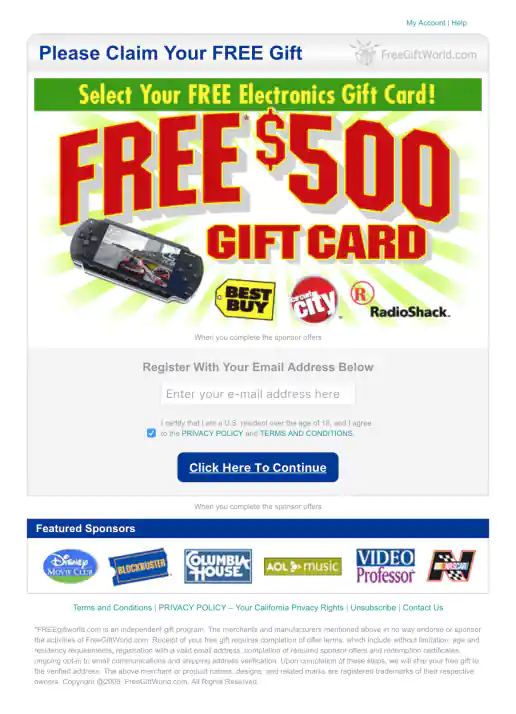 My Account | Help
Please Claim Your FREE Gift
FreeGiftWorld.com
Select Your FREE Electronics Gift Card!
FREE* $500
GIFT CARD
BEST BUY
circuit city
RadioShack.
When you complete the sponsor offers
Register With Your Email Address Below
Enter your e-mail address here
I certify that I am a U.S. resident over the age of 18, and I agree
to the PRIVACY POLICY and TERMS AND CONDITIONS.
Click Here To Continue
When you complete the sponsor offers
Featured Sponsors
Disney MOVIE CLUB
BLOCKBUSTER
COLUMBIA HOUSE
AOL music
VIDEO Professor
NASCAR
Terms and Conditions | PRIVACY POLICY – Your California Privacy Rights | Unsubscribe | Contact Us
*FREEgiftworld.com is an independent gift program. The merchants and manufacturers mentioned above in no way endorse or sponsor
the activities of FreeGiftWorld.com. Receipt of your free gift requires completion of offer terms, which include without limitation: age and
residency requirements, registration with a valid email address, completion of required sponsor offers and redemption certificates,
ongoing opt-in to email communications and shipping address verification. Upon completion of these steps, we will ship your free gift to
the verified address. The above merchant or product names, designs, and related marks are registered trademarks of their respective
owners. Copyright @2005. FreeGiftWorld.com. All Rights Reserved.